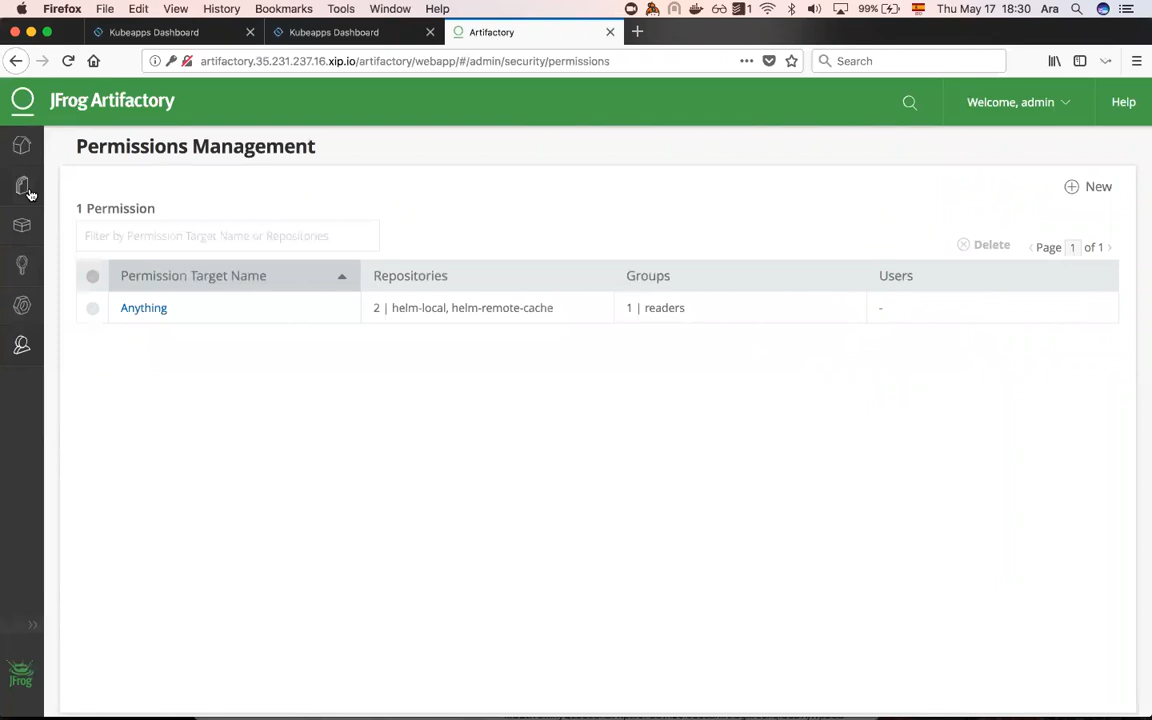 Firefox File Edit View History Bookmarks Tools Window Help 1 99% Thu May 17 18:30 Ara
Kubeapps Dashboard Kubeapps Dashboard Artifactory
artifactory.35.231.237.16.xip.io/artifactory/webapp/#/admin/security/permissions Search
JFrog Artifactory Welcome, admin Help
Permissions Management
New
1 Permission
Filter by Permission Target Name or Repositories
Delete Page 1 of 1
Permission Target Name Repositories Groups Users
Anything 2 | helm-local, helm-remote-cache 1 | readers -
JFrog